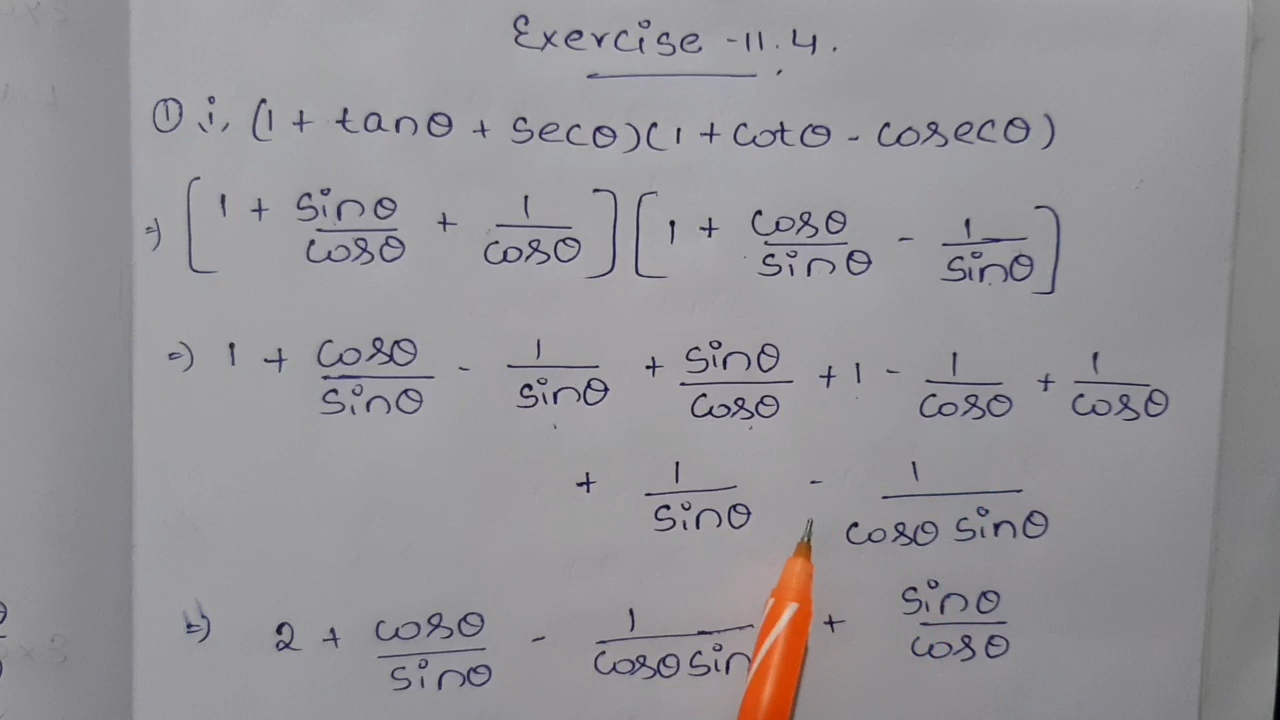 Exercise -11.4.
① i, (1 + tanθ + secθ)(1 + cotθ - cosecθ)
⇒ [1 + sinθ/cosθ + 1/cosθ] [1 + cosθ/sinθ - 1/sinθ]
⇒ 1 + cosθ/sinθ - 1/sinθ + sinθ/cosθ + 1 - 1/cosθ + 1/cosθ
+ 1/sinθ - 1/cosθ sinθ
⇒ 2 + cosθ/sinθ - 1/cosθ sin + sinθ/cosθ